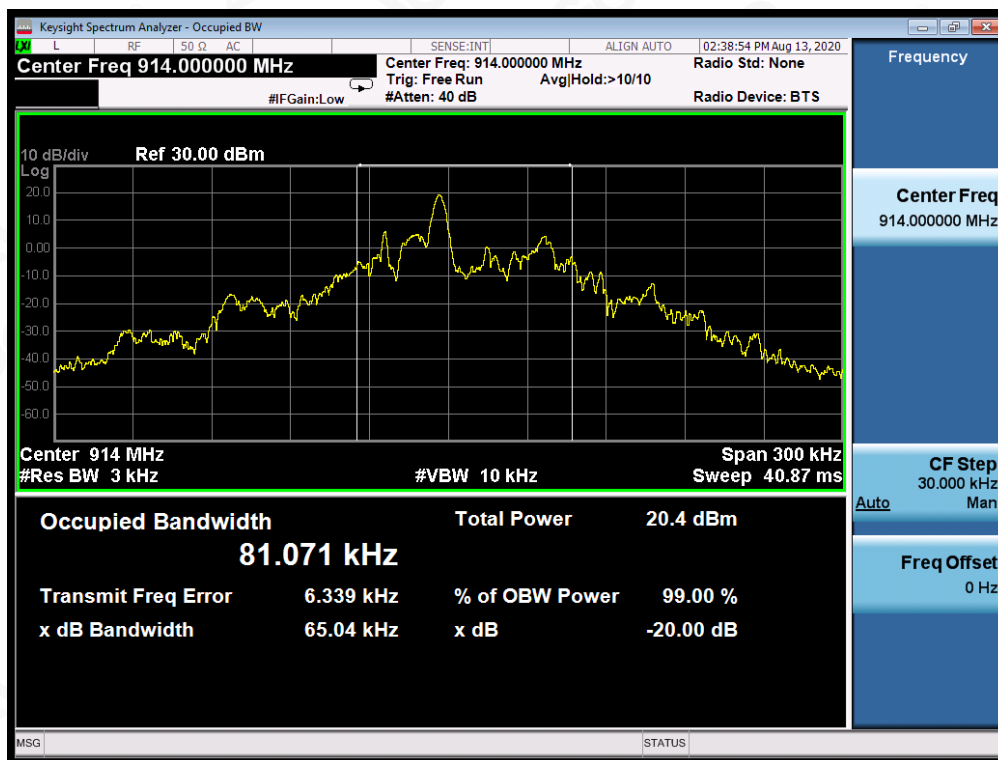 Keysight Spectrum Analyzer - Occupied BW
LXI L RF 50 Ω AC SENSE:INT ALIGN AUTO 02:38:54 PM Aug 13, 2020
Center Freq 914.000000 MHz Center Freq: 914.000000 MHz Radio Std: None
Trig: Free Run Avg|Hold:>10/10
#IFGain:Low #Atten: 40 dB Radio Device: BTS
10 dB/div Ref 30.00 dBm
Log
20.0
10.0
0.00
-10.0
-20.0
-30.0
-40.0
-50.0
-60.0
Center 914 MHz Span 300 kHz
#Res BW 3 kHz #VBW 10 kHz Sweep 40.87 ms
Occupied Bandwidth Total Power 20.4 dBm
81.071 kHz
Transmit Freq Error 6.339 kHz % of OBW Power 99.00 %
x dB Bandwidth 65.04 kHz x dB -20.00 dB
MSG STATUS
Frequency
Center Freq
914.000000 MHz
CF Step
30.000 kHz
Auto Man
Freq Offset
0 Hz